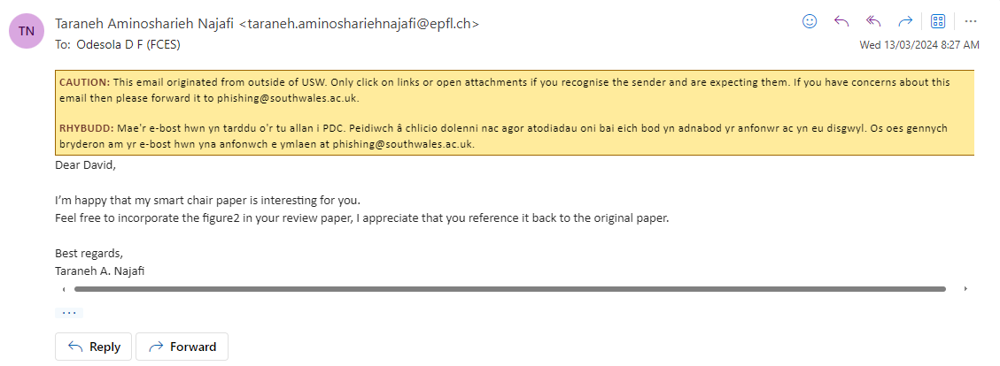 TN
Taraneh Aminosharieh Najafi <taraneh.aminoshariehnajafi@epfl.ch>
To: Odesola D F (FCES)
Wed 13/03/2024 8:27 AM
CAUTION: This email originated from outside of USW. Only click on links or open attachments if you recognise the sender and are expecting them. If you have concerns about this
email then please forward it to phishing@southwales.ac.uk.
RHYBUDD: Mae'r e-bost hwn yn tarddu o'r tu allan i PDC. Peidiwch â chlicio dolenni nac agor atodiadau oni bai eich bod yn adnabod yr anfonwr ac yn eu disgwyl. Os oes gennych
bryderon am yr e-bost hwn yna anfonwch e ymlaen at phishing@southwales.ac.uk.
Dear David,
I'm happy that my smart chair paper is interesting for you.
Feel free to incorporate the figure2 in your review paper, I appreciate that you reference it back to the original paper.
Best regards,
Taraneh A. Najafi
Reply
Forward